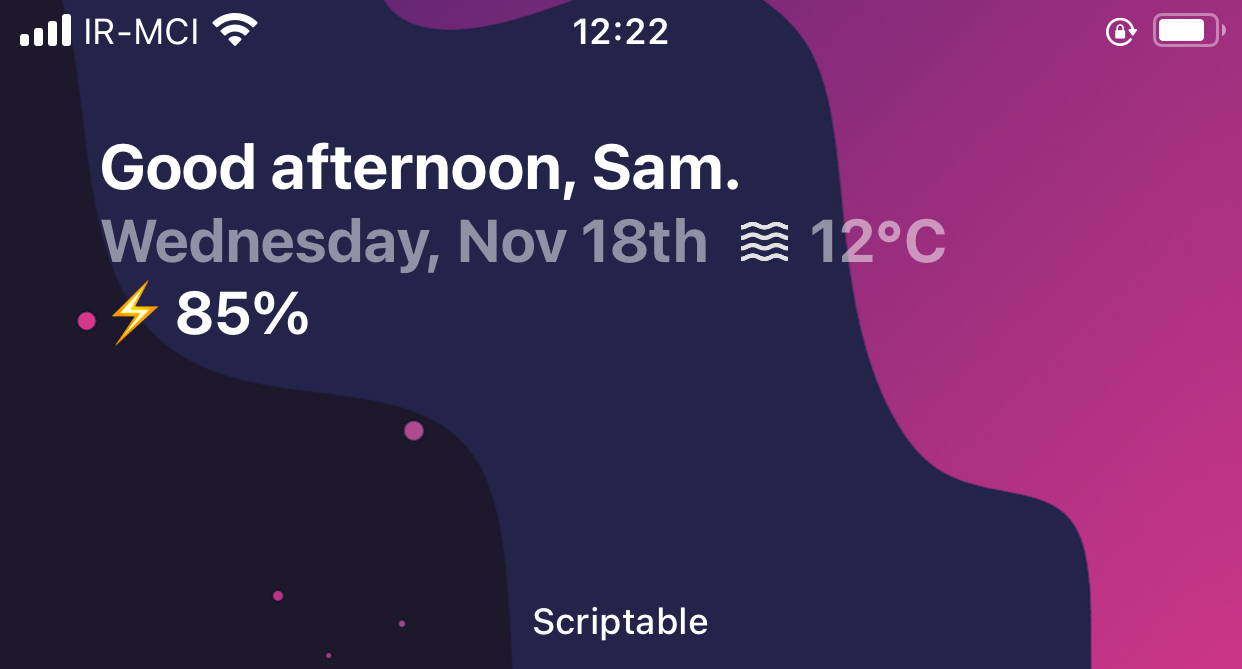 IR-MCI 12:22
Good afternoon, Sam.
Wednesday, Nov 18th 12°C
⚡ 85%
Scriptable